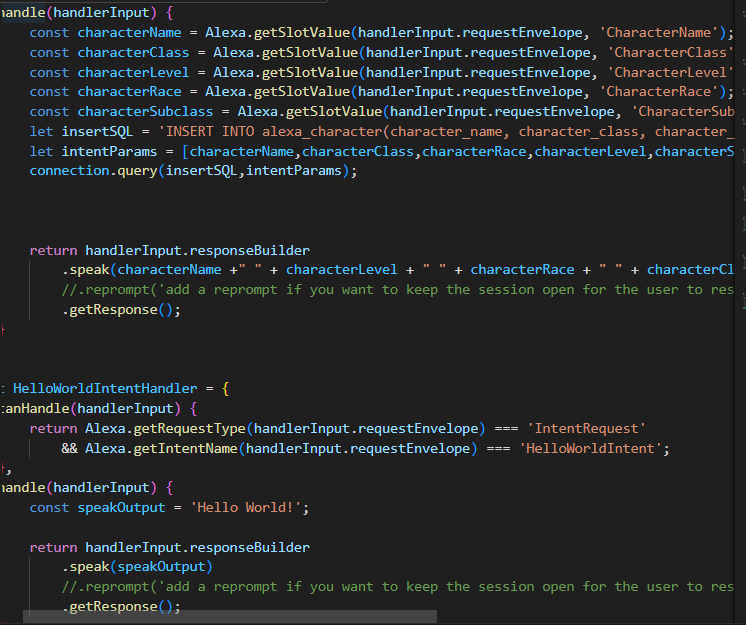 handle(handlerInput) {
const characterName = Alexa.getSlotValue(handlerInput.requestEnvelope, 'CharacterName');
const characterClass = Alexa.getSlotValue(handlerInput.requestEnvelope, 'CharacterClass'
const characterLevel = Alexa.getSlotValue(handlerInput.requestEnvelope, 'CharacterLevel'
const characterRace = Alexa.getSlotValue(handlerInput.requestEnvelope, 'CharacterRace');
const characterSubclass = Alexa.getSlotValue(handlerInput.requestEnvelope, 'CharacterSub
let insertSQL = 'INSERT INTO alexa_character(character_name, character_class, character_
let intentParams = [characterName,characterClass,characterRace,characterLevel,characterS
connection.query(insertSQL,intentParams);
return handlerInput.responseBuilder
.speak(characterName +" " + characterLevel + " " + characterRace + " " + characterCl
//.reprompt('add a reprompt if you want to keep the session open for the user to res
.getResponse();
}
: HelloWorldIntentHandler = {
canHandle(handlerInput) {
return Alexa.getRequestType(handlerInput.requestEnvelope) === 'IntentRequest'
&& Alexa.getIntentName(handlerInput.requestEnvelope) === 'HelloWorldIntent';
},
handle(handlerInput) {
const speakOutput = 'Hello World!';
return handlerInput.responseBuilder
.speak(speakOutput)
//.reprompt('add a reprompt if you want to keep the session open for the user to res
.getResponse();